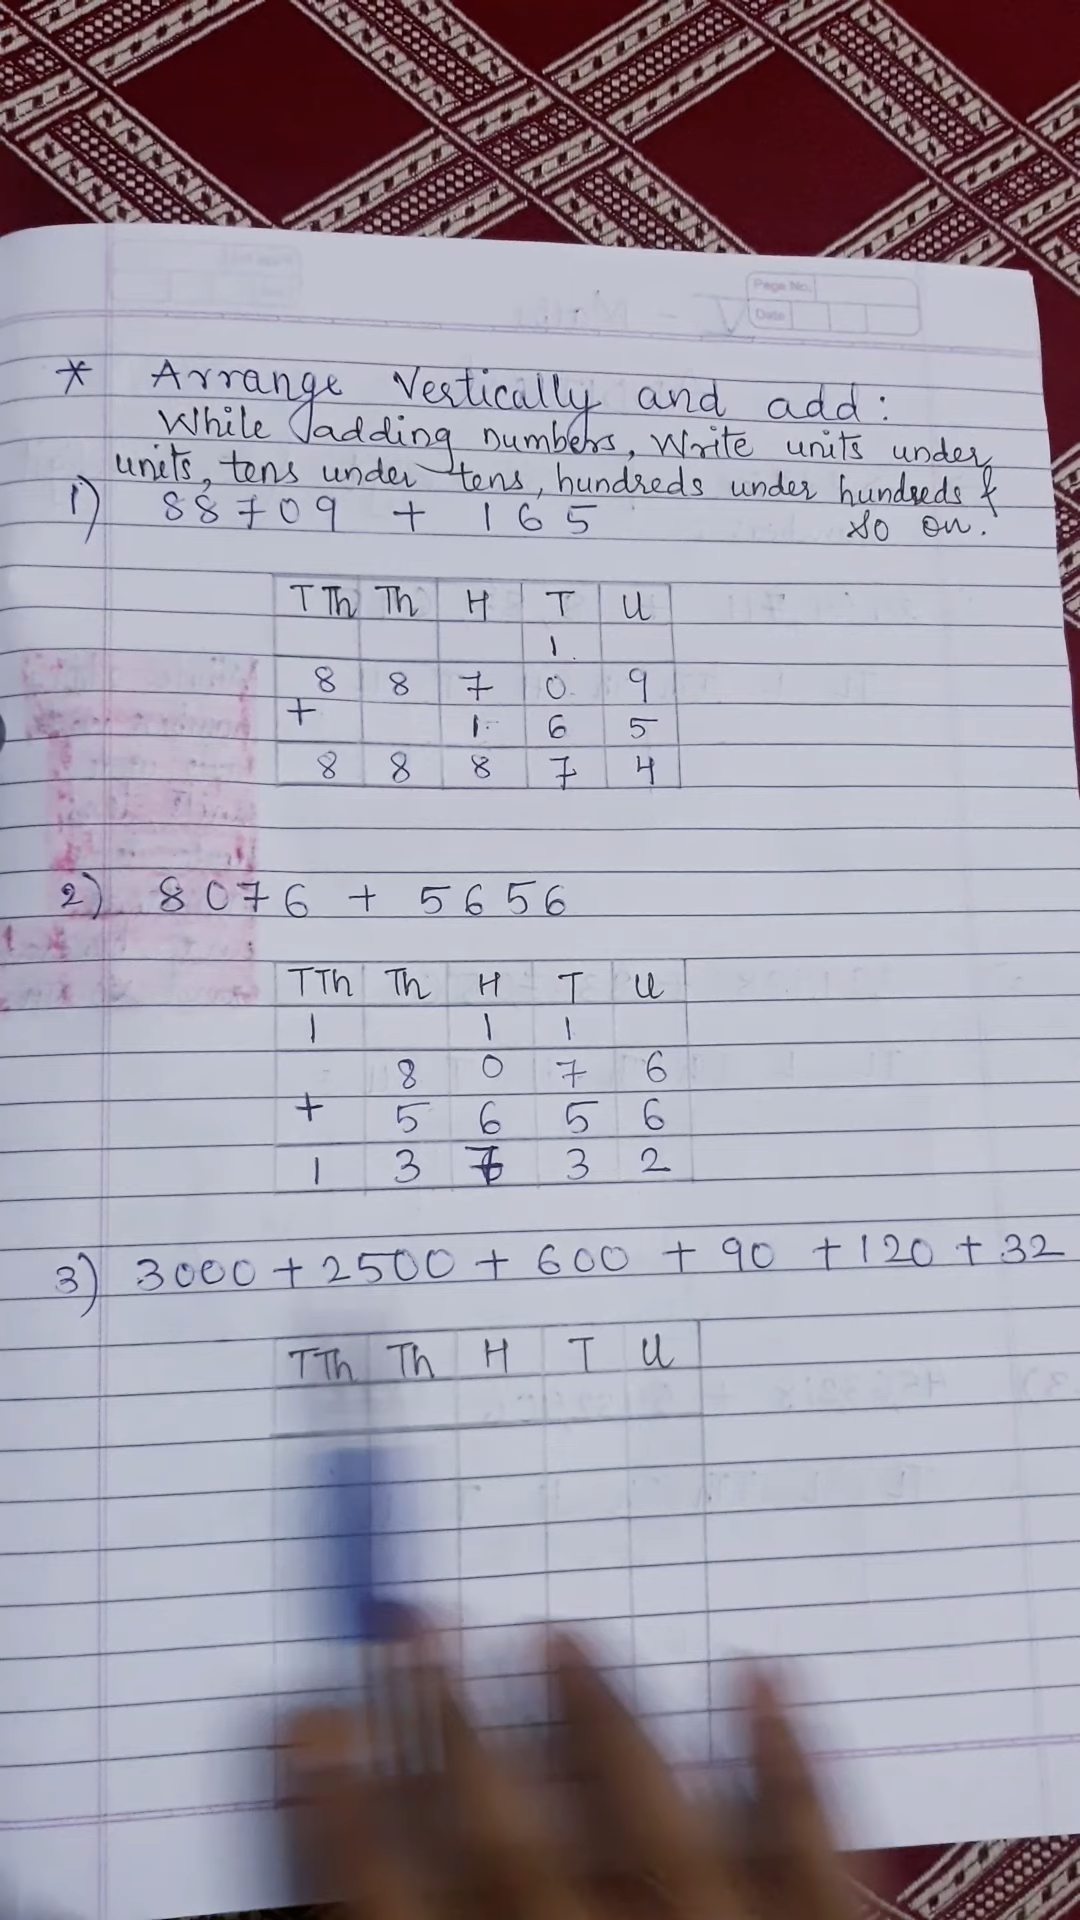 Page No.
Date
* Arrange Vertically and add:
While adding numbers, write units under
units, tens under tens, hundreds under hundreds &
so on.
1) 88709 + 165
TTh Th H T U
1
8 8 7 0 9
+ 1 6 5
8 8 8 7 4
2) 8076 + 5656
TTh Th H T U
1 1 1
8 0 7 6
+ 5 6 5 6
1 3 7 3 2
3) 3000 + 2500 + 600 + 90 + 120 + 32
TTh Th H T U